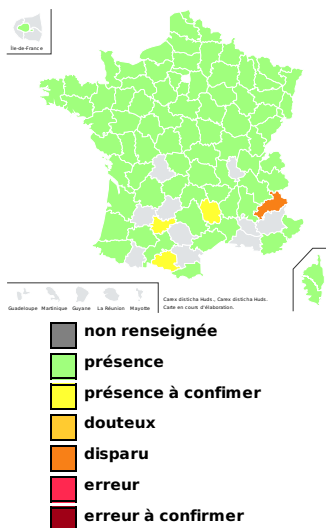 Île-de-France
Guadeloupe Martinique Guyane La Réunion Mayotte
Carex disticha Huds., Carex disticha Huds.
Carte en cours d'élaboration.
non renseignée
présence
présence à confimer
douteux
disparu
erreur
erreur à confirmer